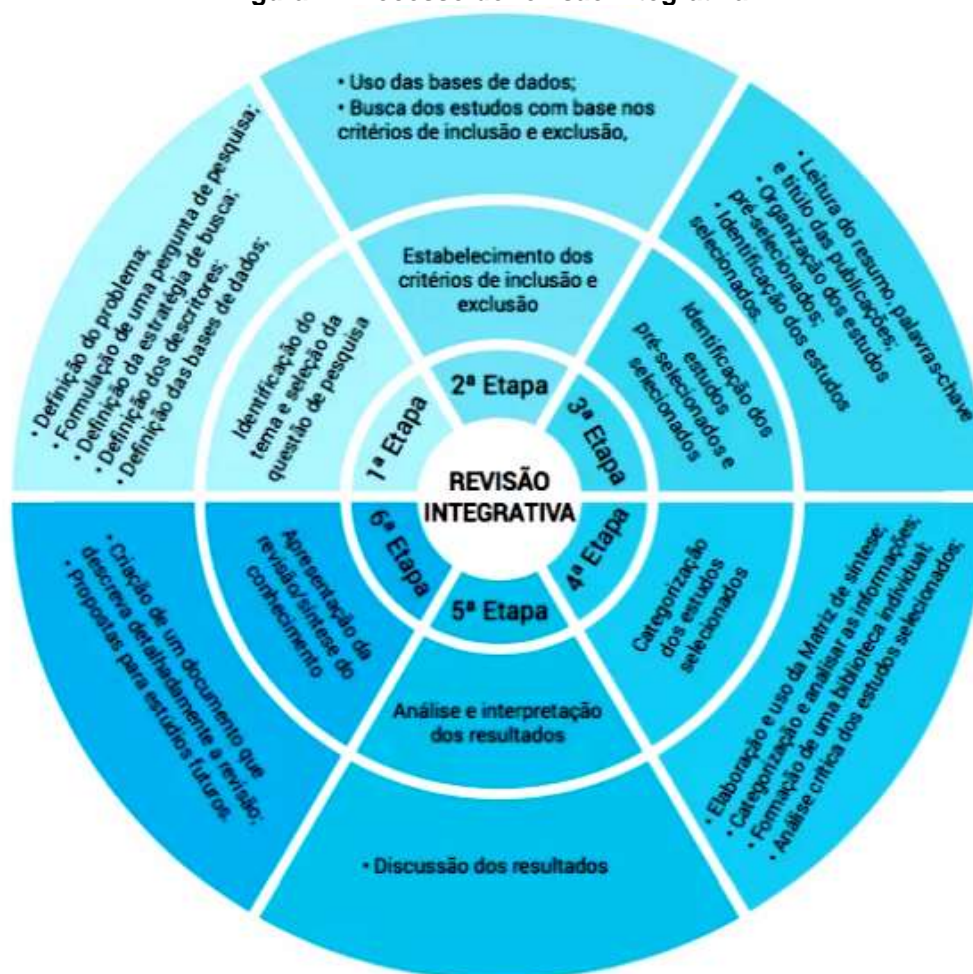 REVISÃO
INTEGRATIVA
1ª Etapa
Identificação do
tema e seleção da
questão de pesquisa
• Definição do problema;
• Formulação de uma pergunta de pesquisa;
• Definição da estratégia de busca;
• Definição dos descritores;
• Definição das bases de dados;
2ª Etapa
Estabelecimento dos
critérios de inclusão e
exclusão
• Uso das bases de dados;
• Busca dos estudos com base nos
critérios de inclusão e exclusão,
3ª Etapa
Identificação dos
estudos
pré-selecionados e
selecionados
• Leitura do resumo, palavras-chave
e titúlo das publicações;
• Organização dos estudos
pré-selecionados;
• Identificação dos estudos
selecionados.
4ª Etapa
Categorização
dos estudos
selecionados
• Elaboração e uso da Matriz de síntese;
• Categorização e analisar as informações;
• Formação de uma biblioteca individual;
• Análise crítica dos estudos selecionados;
5ª Etapa
Análise e interpretação
dos resultados
• Discussão dos resultados
6ª Etapa
Apresentação da
revisão/síntese do
conhecimento
• Criação de um documento que
descreva detalhadamente a revisão;
• Propostas para estúdios futuros.